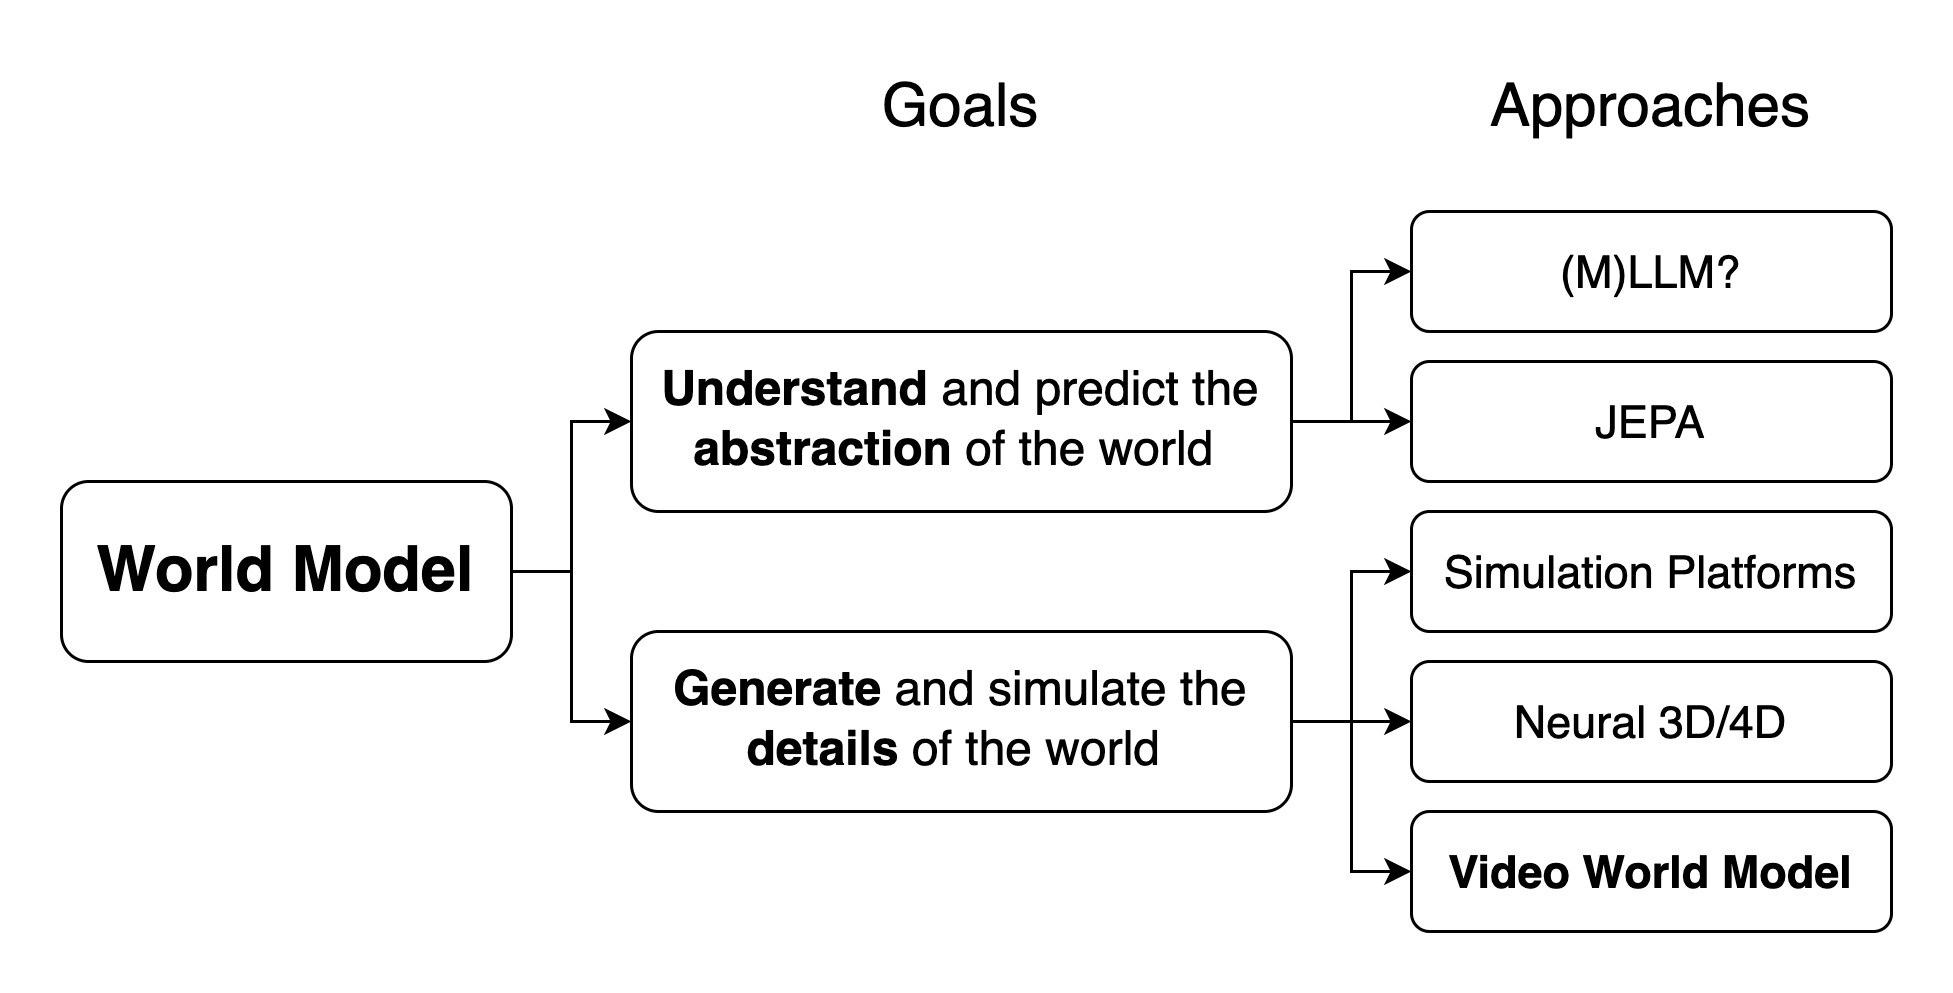 Goals
Approaches
World Model
Understand and predict the
abstraction of the world
Generate and simulate the
details of the world
(M)LLM?
JEPA
Simulation Platforms
Neural 3D/4D
Video World Model